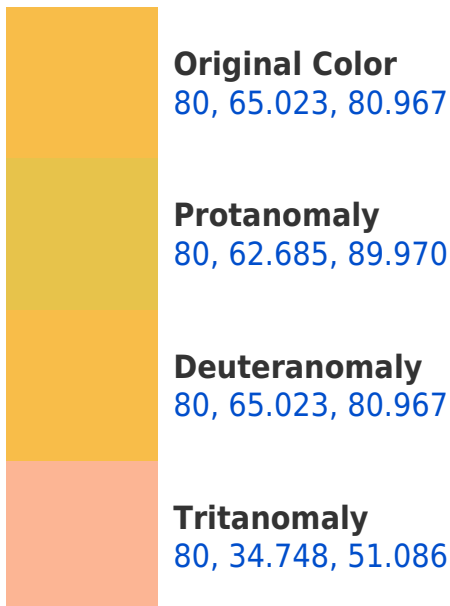 Original Color
80, 65.023, 80.967
Protanomaly
80, 62.685, 89.970
Deuteranomaly
80, 65.023, 80.967
Tritanomaly
80, 34.748, 51.086